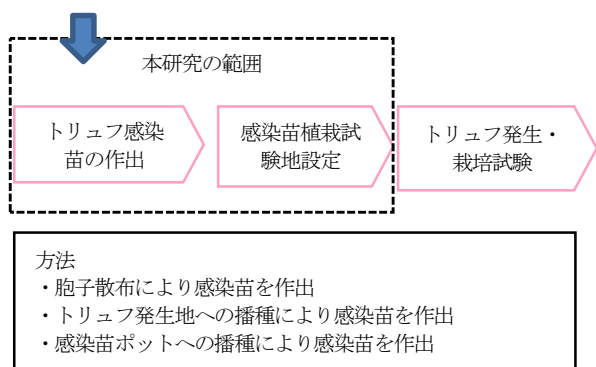 本研究の範囲
トリュフ感染
苗の作出
感染苗植栽試
験地設定
トリュフ発生・
栽培試験
方法
・胞子散布により感染苗を作出
・トリュフ発生地への播種により感染苗を作出
・感染苗ポットへの播種により感染苗を作出